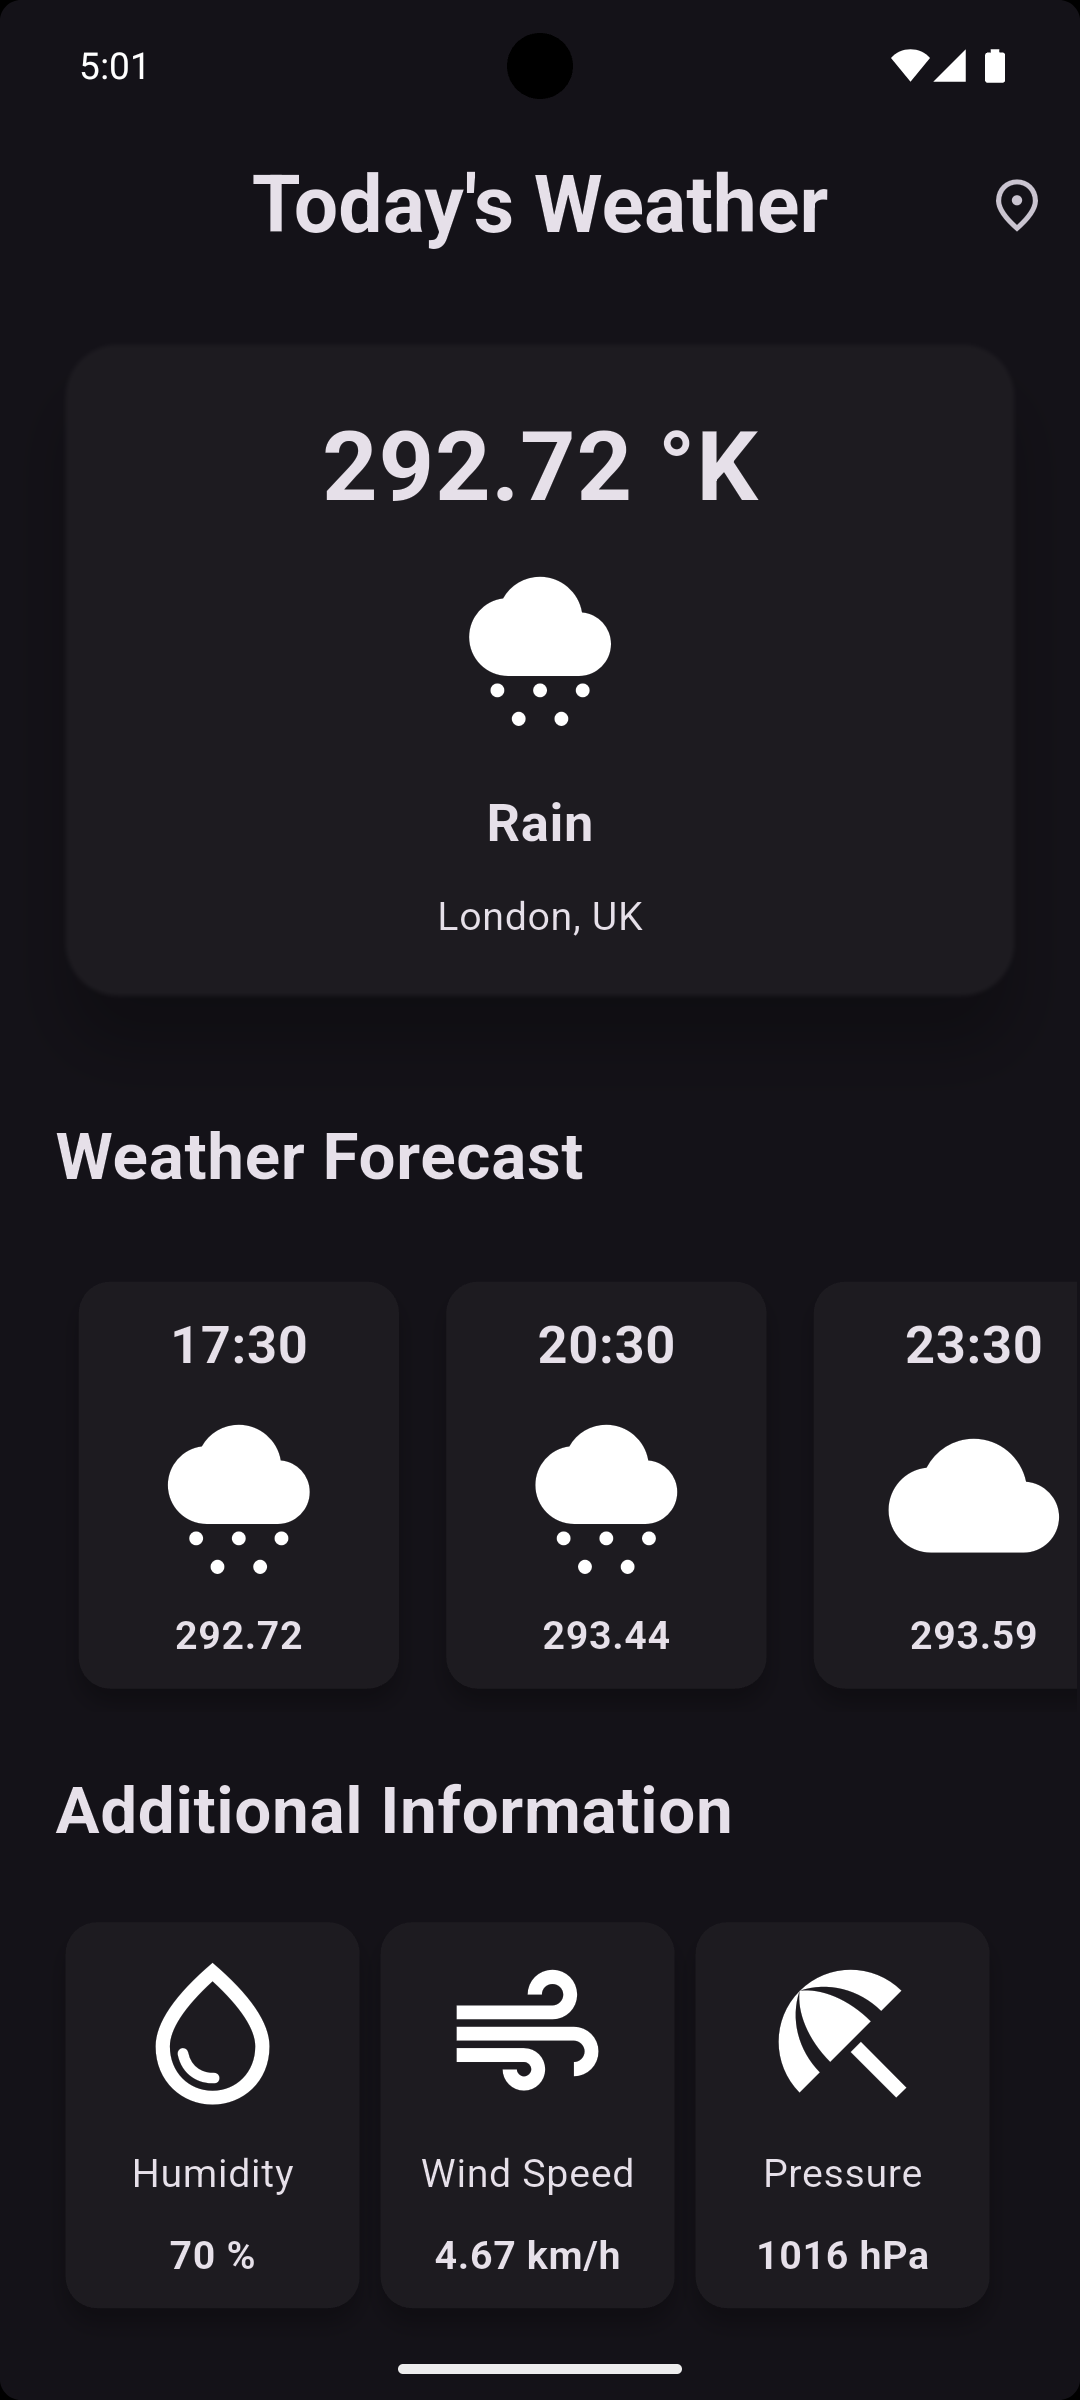 5:01
Today's Weather
292.72 °K
Rain
London, UK
Weather Forecast
17:30
20:30
23:30
292.72
293.44
293.59
Additional Information
Humidity
Wind Speed
Pressure
70 %
4.67 km/h
1016 hPa